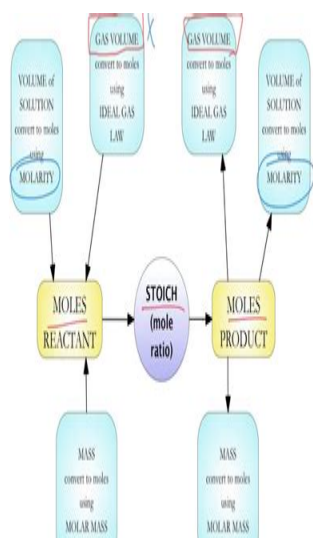 GAS VOLUME
convert to moles
using
IDEAL GAS
LAW
GAS VOLUME
convert to moles
using
IDEAL GAS
LAW
VOLUME of
SOLUTION
convert to moles
using
MOLARITY
VOLUME of
SOLUTION
convert to moles
using
MOLARITY
MOLES
REACTANT
STOICH
(mole
ratio)
MOLES
PRODUCT
MASS
convert to moles
using
MOLAR MASS
MASS
convert to moles
using
MOLAR MASS